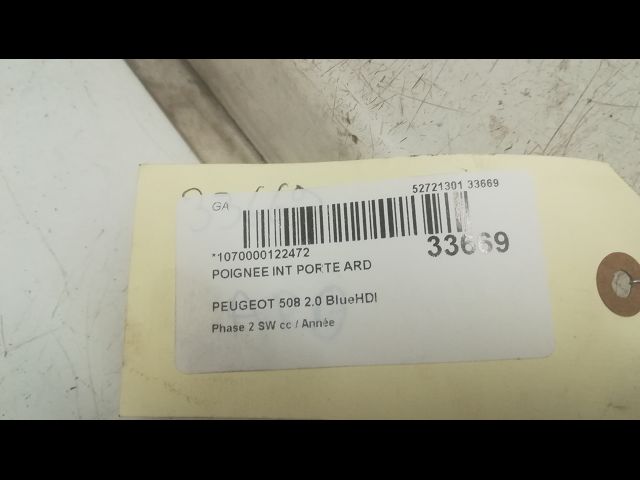 52721301 33669
GA
*1070000122472
33669
POIGNEE INT PORTE ARD
PEUGEOT 508 2.0 BlueHDI
Phase 2 SW cc / Année